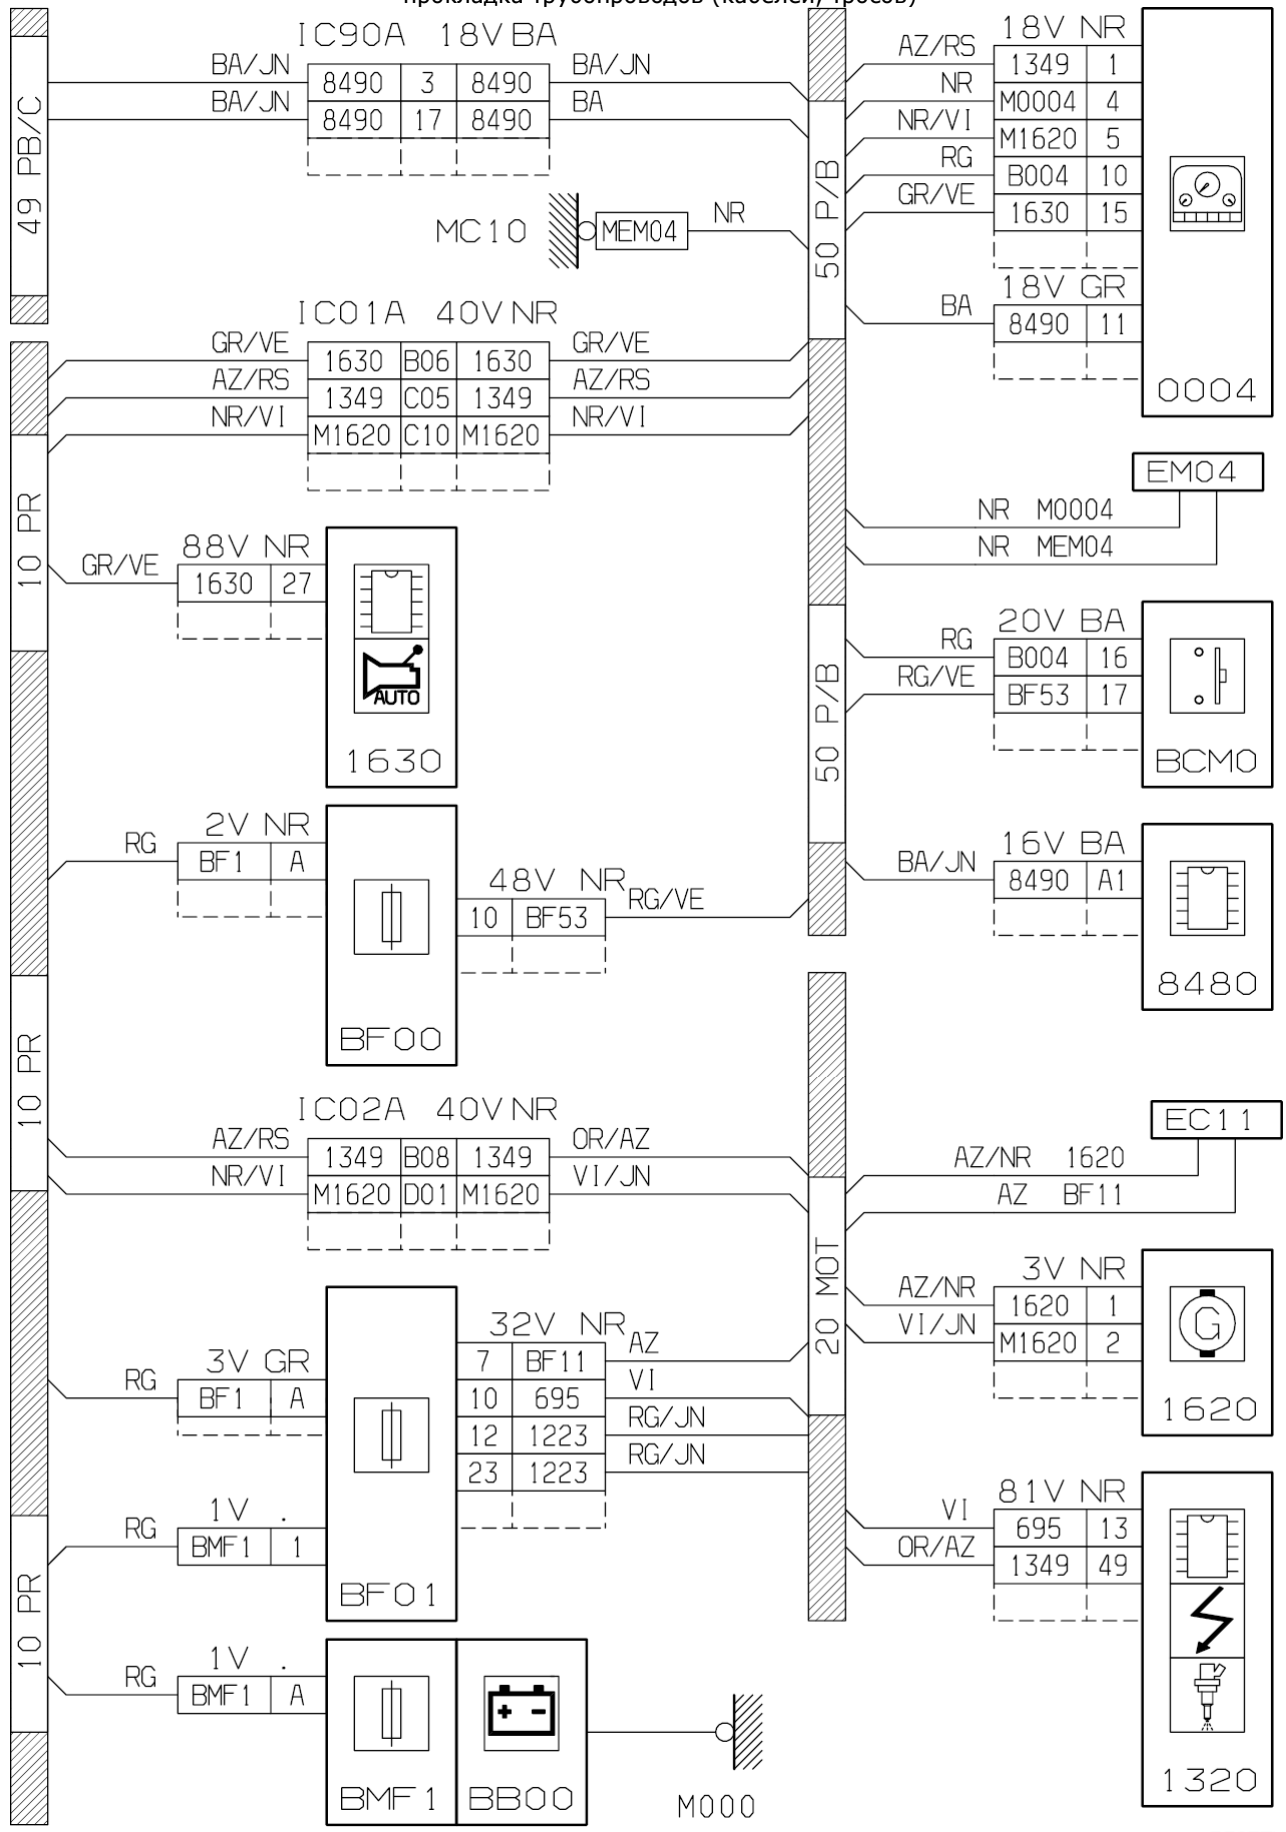 прокладка трубопроводов (кабелей, тросов)
49 PB/C
IC90A 18V BA
BA/JN 8490 3 8490 BA/JN
BA/JN 8490 17 8490 BA
MC10 MEM04 NR
50 P/B
18V NR
AZ/RS 1349 1
NR M0004 4
NR/VI M1620 5
RG B004 10
GR/VE 1630 15
18V GR
BA 8490 11
0004
IC01A 40V NR
GR/VE 1630 B06 1630 GR/VE
AZ/RS 1349 C05 1349 AZ/RS
NR/VI M1620 C10 M1620 NR/VI
EM04
NR M0004
NR MEM04
10 PR
88V NR
GR/VE 1630 27
AUTO
1630
50 P/B
20V BA
RG B004 16
RG/VE BF53 17
BCM0
2V NR
RG BF1 A
48V NR
10 BF53 RG/VE
BF00
16V BA
BA/JN 8490 A1
8480
10 PR
IC02A 40V NR
AZ/RS 1349 B08 1349 OR/AZ
NR/VI M1620 D01 M1620 VI/JN
EC11
AZ/NR 1620
AZ BF11
20 MOT
3V NR
AZ/NR 1620 1
VI/JN M1620 2
G
1620
3V GR
RG BF1 A
32V NR
7 BF11 AZ
10 695 VI
12 1223 RG/JN
23 1223 RG/JN
1V .
RG BMF1 1
BF01
81V NR
VI 695 13
OR/AZ 1349 49
1320
10 PR
1V .
RG BMF1 A
+ -
BMF1 BB00
M000